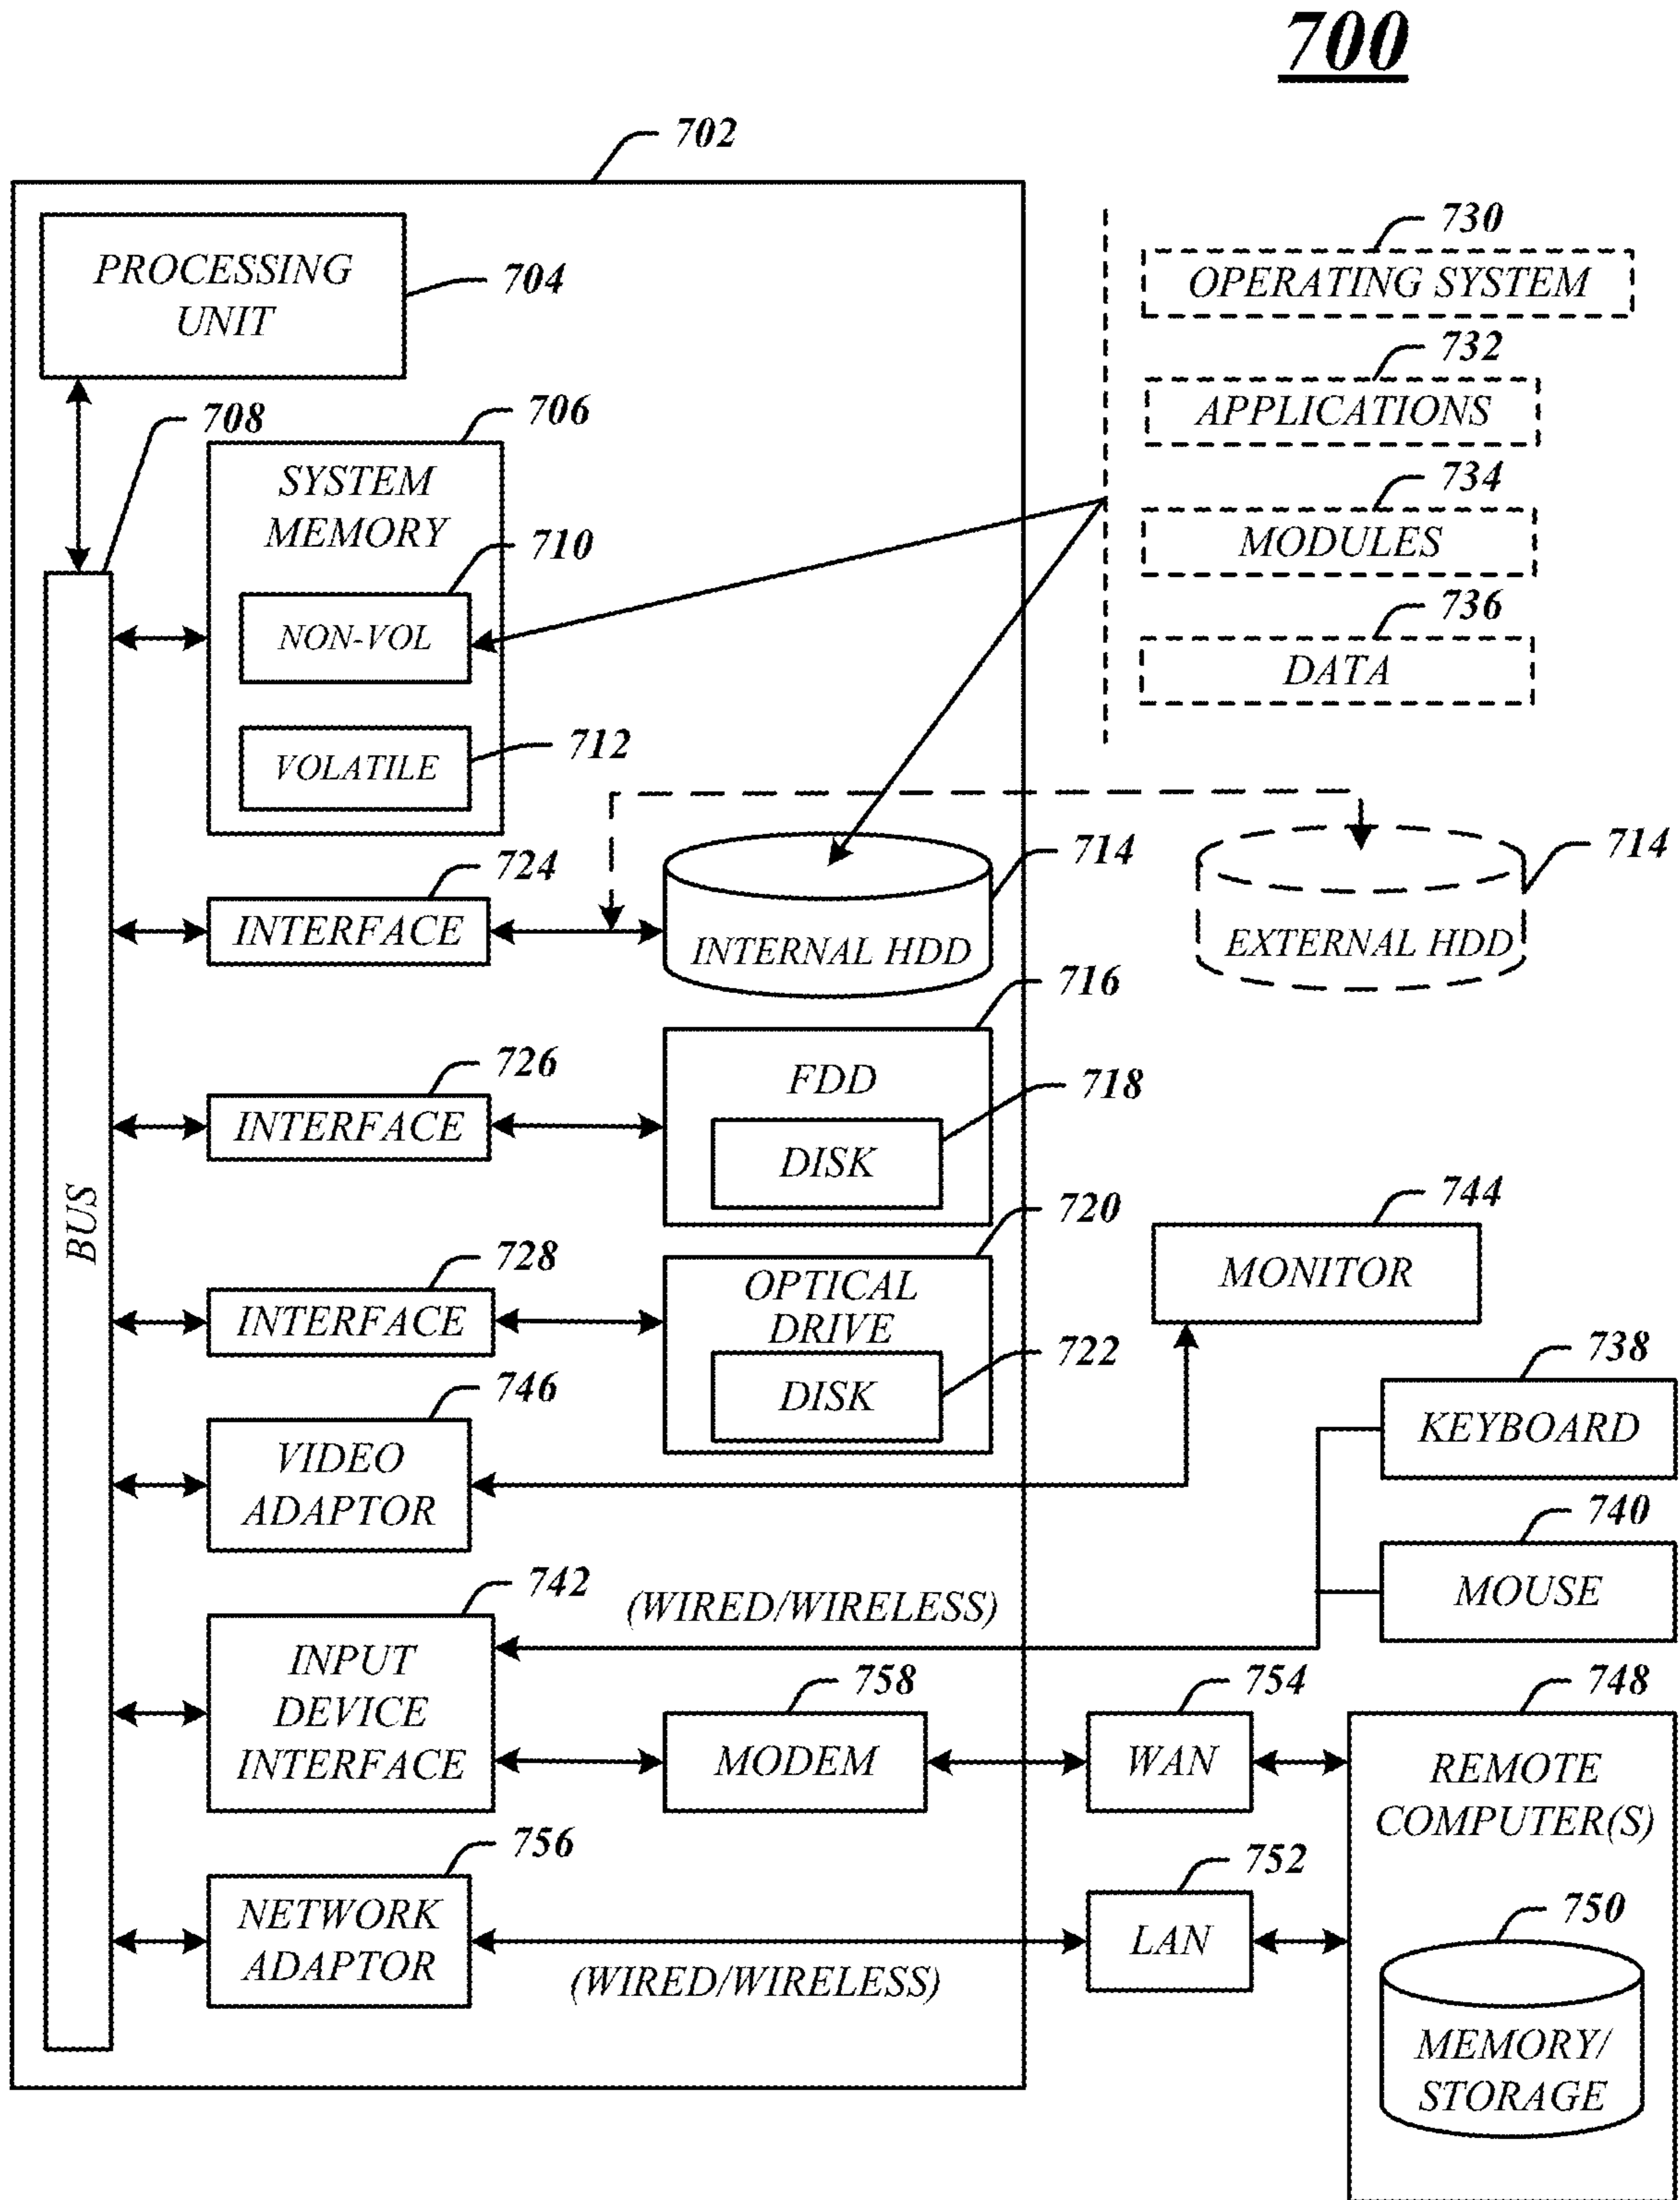 700
702
PROCESSING
UNIT
704
730
OPERATING SYSTEM
732
APPLICATIONS
734
MODULES
736
DATA
708
706
SYSTEM
MEMORY
710
NON-VOL
712
VOLATILE
BUS
724
INTERFACE
714
INTERNAL HDD
714
EXTERNAL HDD
726
INTERFACE
716
FDD
718
DISK
728
INTERFACE
720
OPTICAL
DRIVE
722
DISK
744
MONITOR
746
VIDEO
ADAPTOR
738
KEYBOARD
740
MOUSE
742
INPUT
DEVICE
INTERFACE
(WIRED/WIRELESS)
758
MODEM
754
WAN
748
REMOTE
COMPUTER(S)
756
NETWORK
ADAPTOR
(WIRED/WIRELESS)
752
LAN
750
MEMORY/
STORAGE